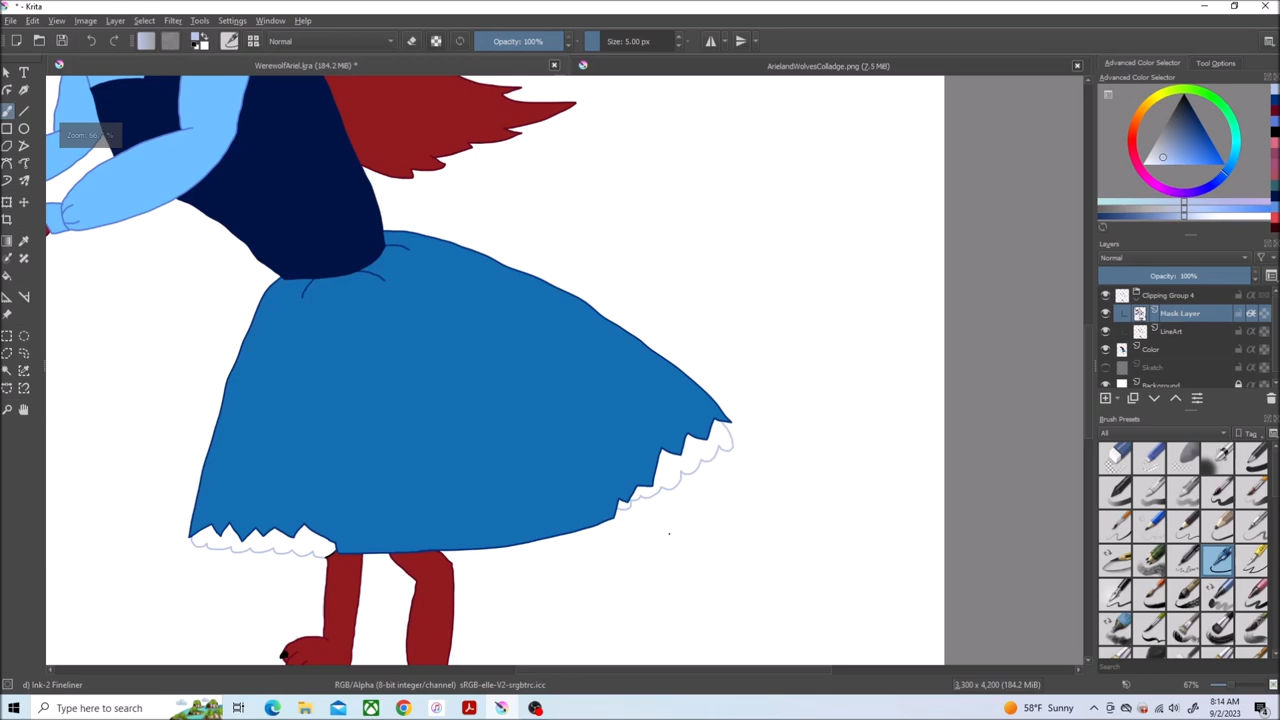 * - Krita
File Edit View Image Layer Select Filter Tools Settings Window Help
Normal Opacity: 100% Size: 5.00 px
WerewolfAriel.kra (184.2 MiB) * ArielandWolvesColladge.png (7.5 MiB)
Advanced Color Selector Tool Options
Advanced Color Selector
Layers
Normal
Opacity: 100%
Clipping Group 4
Mask Layer
LineArt
Color
Sketch
Background
Brush Presets
All Tag
Search
d) Ink-2 Fineliner RGB/Alpha (8-bit integer/channel) sRGB-elle-V2-srgbtrc.icc 3,300 x 4,200 (184.2 MiB) 67%
Type here to search 58°F Sunny 8:14 AM
9/2/2023